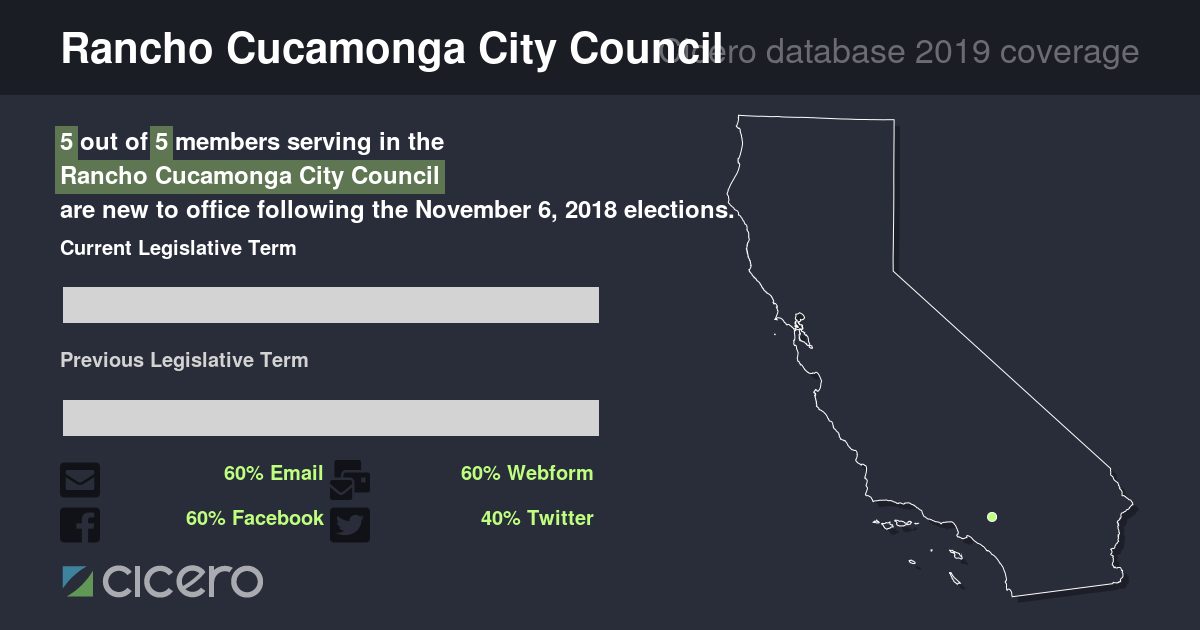 Rancho Cucamonga City Council
Cicero database 2019 coverage
5 out of 5 members serving in the
Rancho Cucamonga City Council
are new to office following the November 6, 2018 elections.
Current Legislative Term
Previous Legislative Term
60% Email
60% Webform
60% Facebook
40% Twitter
cicero